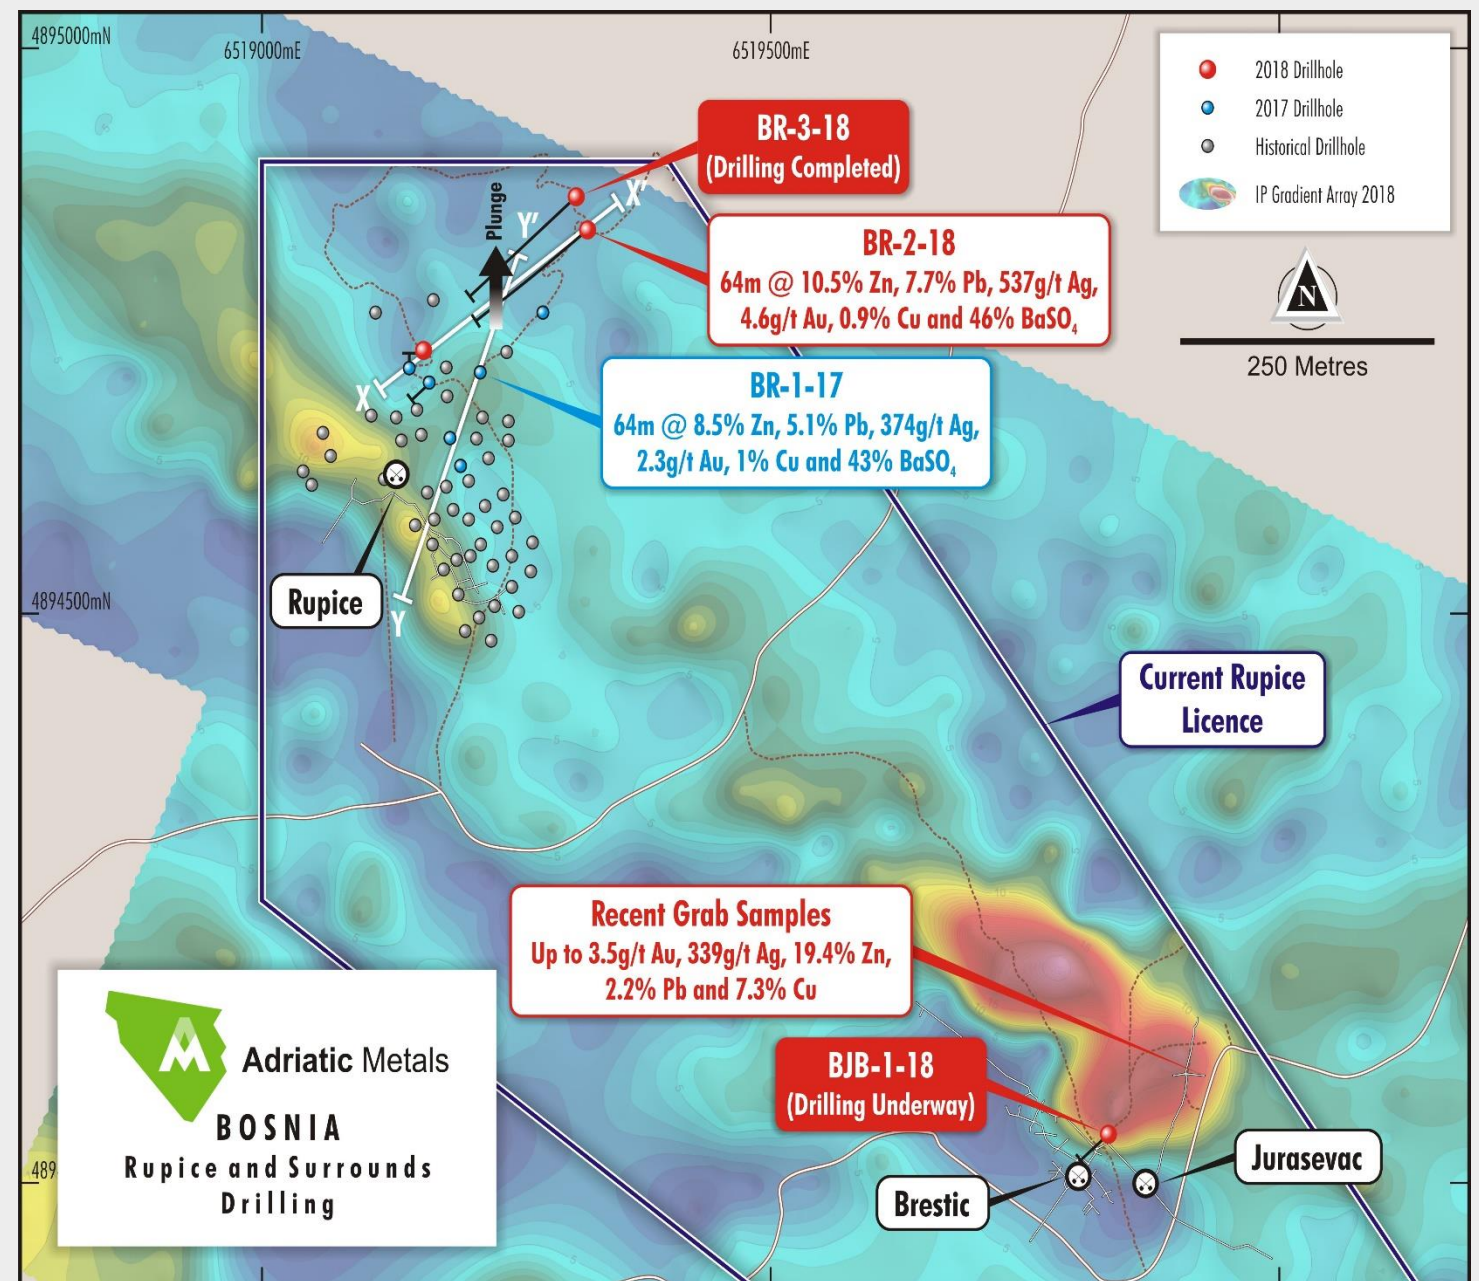 4895000mN
6519000mE
6519500mE
2018 Drillhole
2017 Drillhole
Historical Drillhole
IP Gradient Array 2018
N
250 Metres
BR-3-18
(Drilling Completed)
X'
Y'
Plunge
BR-2-18
64m @ 10.5% Zn, 7.7% Pb, 537g/t Ag,
4.6g/t Au, 0.9% Cu and 46% BaSO₄
BR-1-17
64m @ 8.5% Zn, 5.1% Pb, 374g/t Ag,
2.3g/t Au, 1% Cu and 43% BaSO₄
X
Rupice
4894500mN
Y
Current Rupice
Licence
Recent Grab Samples
Up to 3.5g/t Au, 339g/t Ag, 19.4% Zn,
2.2% Pb and 7.3% Cu
BJB-1-18
(Drilling Underway)
Jurasevac
Brestic
489
Adriatic Metals
BOSNIA
Rupice and Surrounds
Drilling